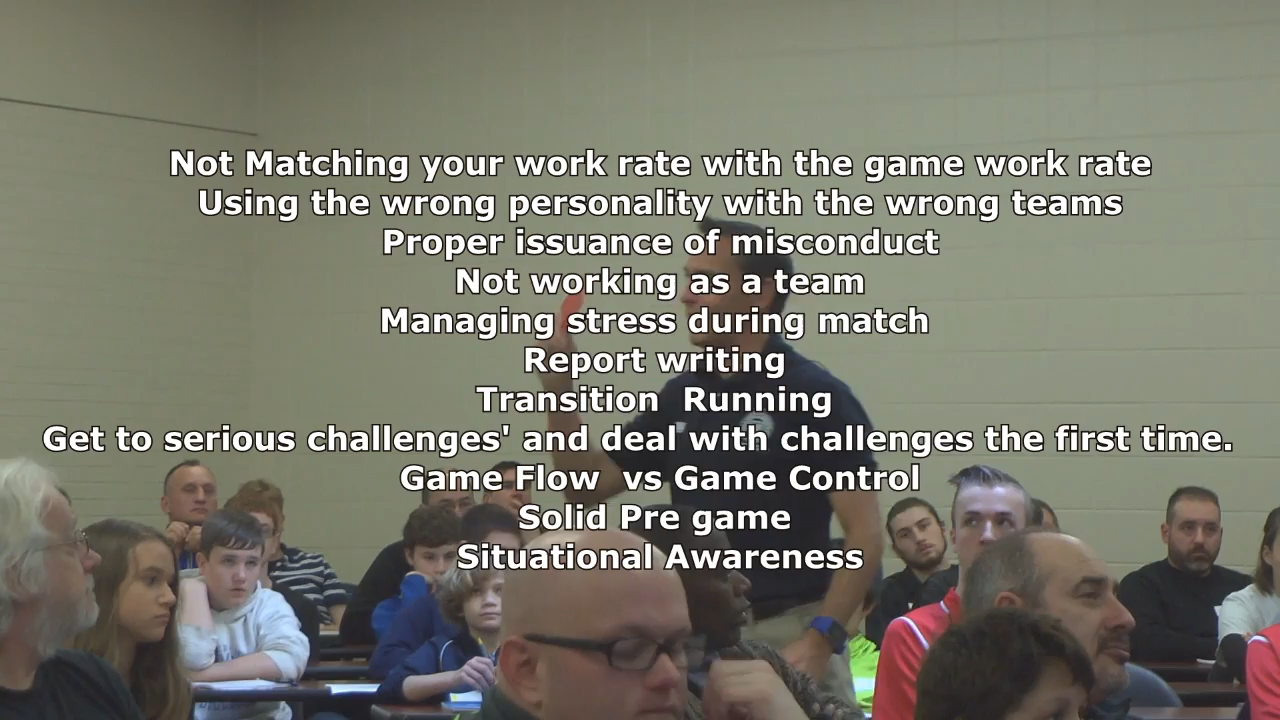 Not Matching your work rate with the game work rate
Using the wrong personality with the wrong teams
Proper issuance of misconduct
Not working as a team
Managing stress during match
Report writing
Transition  Running
Get to serious challenges' and deal with challenges the first time.
Game Flow  vs Game Control
Solid Pre game
Situational Awareness